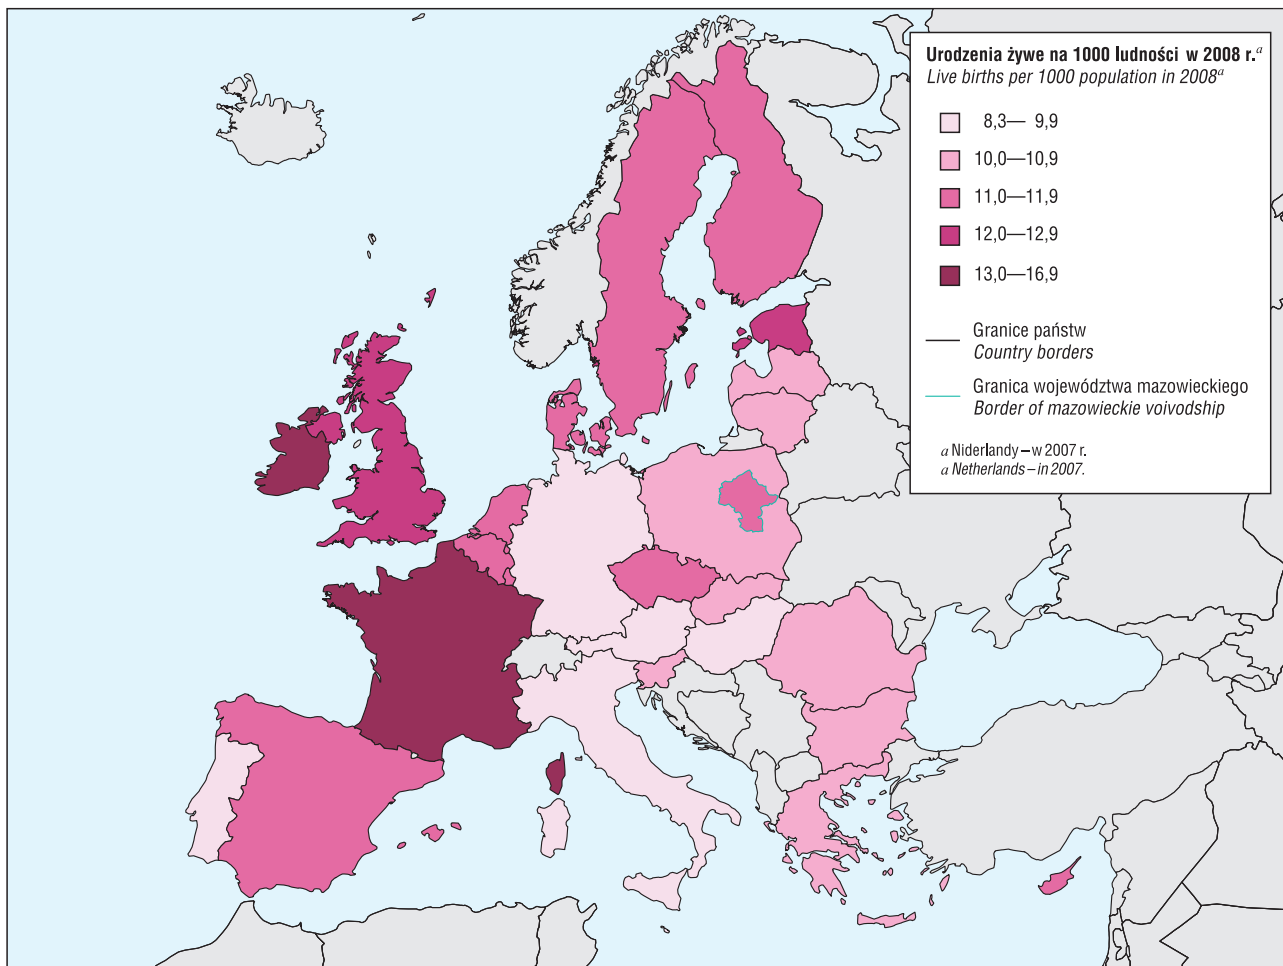 Urodzenia żywe na 1000 ludności w 2008 r.a
Live births per 1000 population in 2008a
8,3— 9,9
10,0—10,9
11,0—11,9
12,0—12,9
13,0—16,9
Granice państw
Country borders
Granica województwa mazowieckiego
Border of mazowieckie voivodship
a Niderlandy – w 2007 r.
a Netherlands – in 2007.